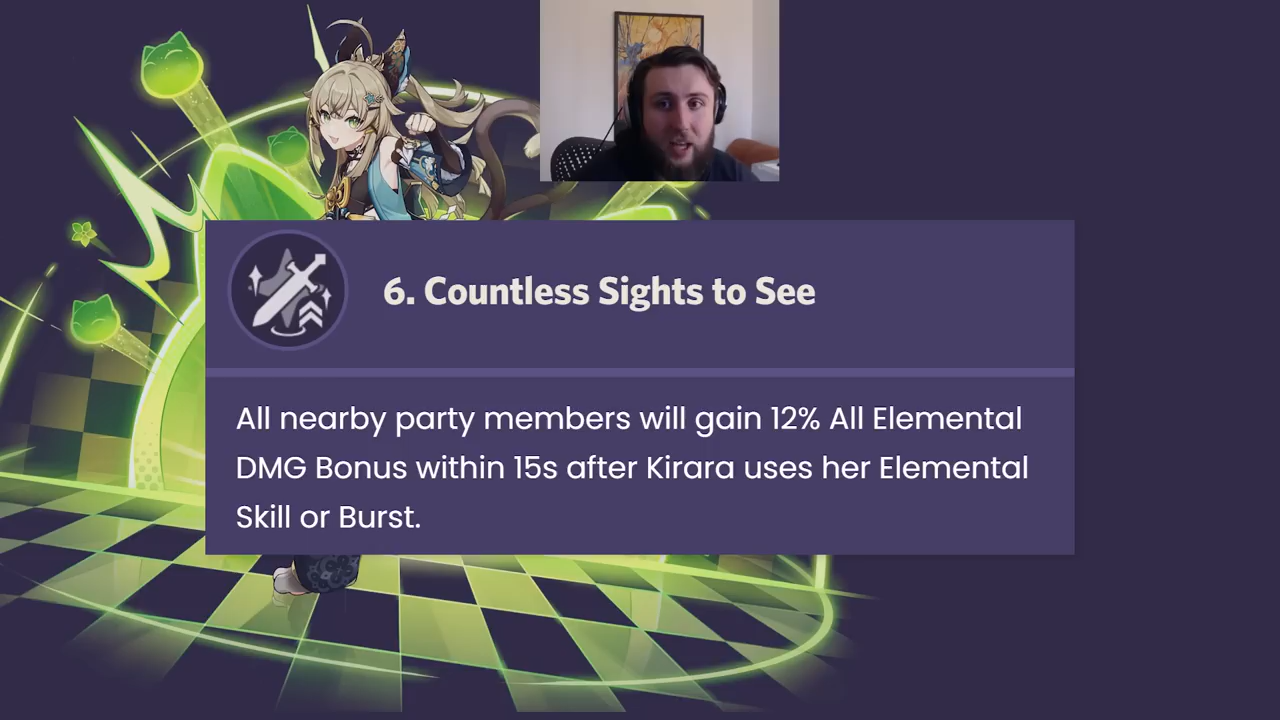 6. Countless Sights to See
All nearby party members will gain 12% All Elemental
DMG Bonus within 15s after Kirara uses her Elemental
Skill or Burst.